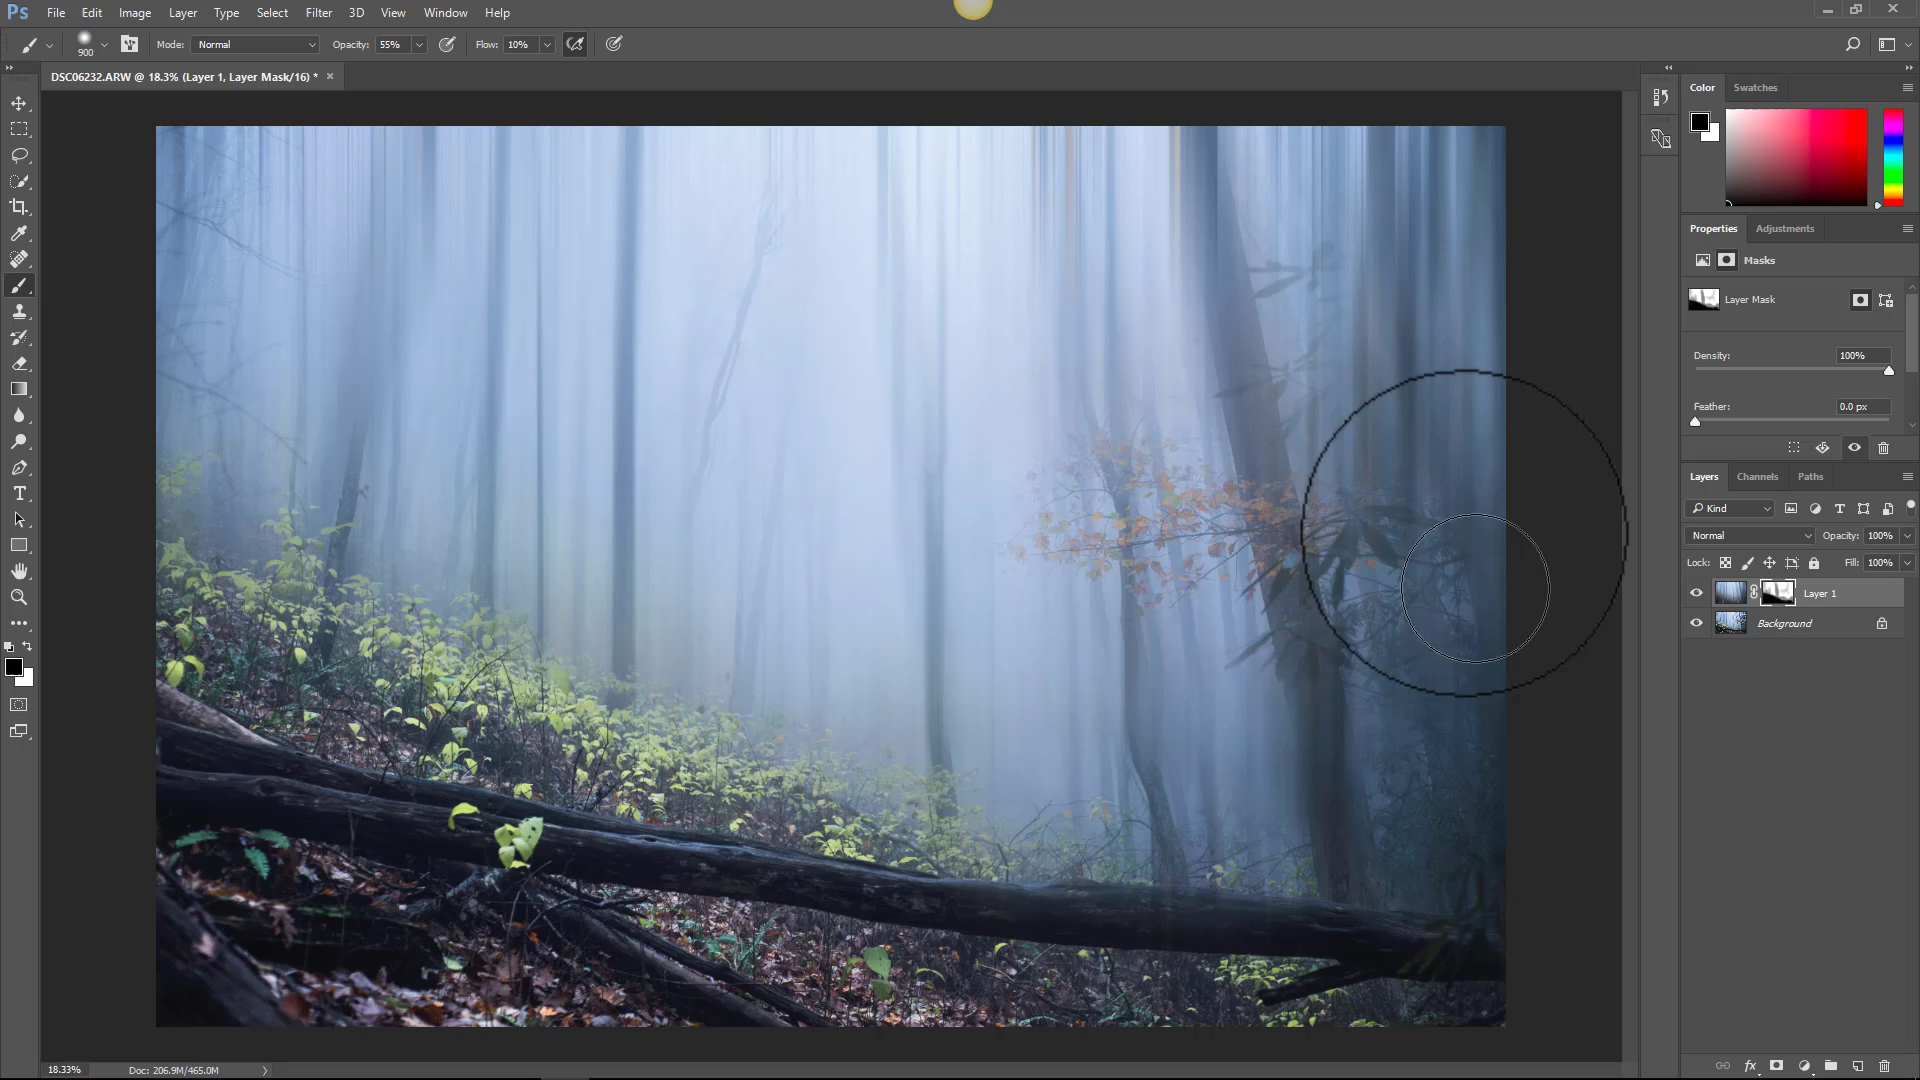 Ps File Edit Image Layer Type Select Filter 3D View Window Help
900 Mode: Normal Opacity: 55% Flow: 10%
DSC06232.ARW @ 18.3% (Layer 1, Layer Mask/16) * ×
Color Swatches
Properties Adjustments
Masks
Layer Mask
Density: 100%
Feather: 0.0 px
Layers Channels Paths
Kind
Normal Opacity: 100%
Lock: Fill: 100%
Layer 1
Background
fx
18.33% Doc: 206.9M/465.0M